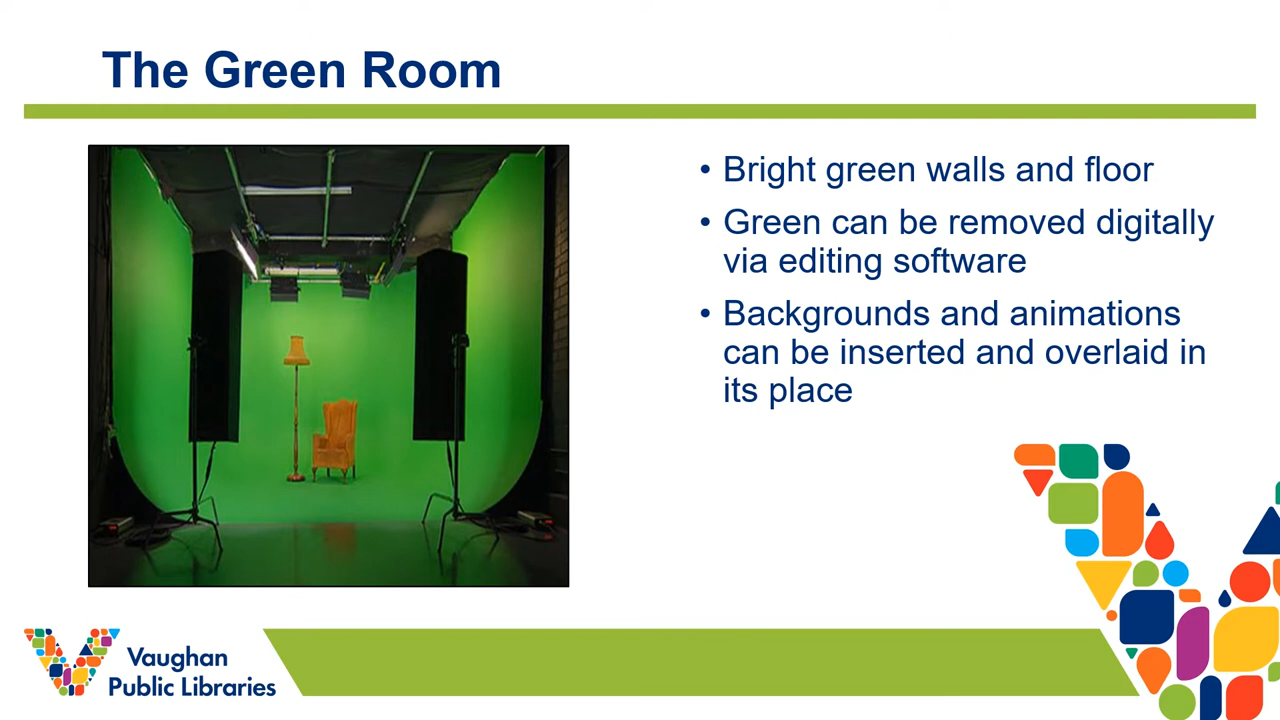 The Green Room
• Bright green walls and floor
• Green can be removed digitally
via editing software
• Backgrounds and animations
can be inserted and overlaid in
its place
Vaughan
Public Libraries